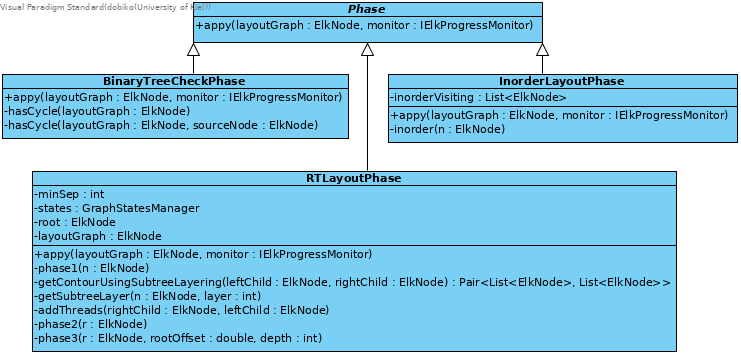 Visual Paradigm Standard(dobiko(University of Kiel))
Phase
+appy(layoutGraph : ElkNode, monitor : IElkProgressMonitor)
BinaryTreeCheckPhase
+appy(layoutGraph : ElkNode, monitor : IElkProgressMonitor)
-hasCycle(layoutGraph : ElkNode)
-hasCycle(layoutGraph : ElkNode, sourceNode : ElkNode)
InorderLayoutPhase
-inorderVisiting : List<ElkNode>
+appy(layoutGraph : ElkNode, monitor : IElkProgressMonitor)
-inorder(n : ElkNode)
RTLayoutPhase
-minSep : int
-states : GraphStatesManager
-root : ElkNode
-layoutGraph : ElkNode
+appy(layoutGraph : ElkNode, monitor : IElkProgressMonitor)
-phase1(n : ElkNode)
-getContourUsingSubtreeLayering(leftChild : ElkNode, rightChild : ElkNode) : Pair<List<ElkNode>, List<ElkNode>>
-getSubtreeLayer(n : ElkNode, layer : int)
-addThreads(rightChild : ElkNode, leftChild : ElkNode)
-phase2(r : ElkNode)
-phase3(r : ElkNode, rootOffset : double, depth : int)